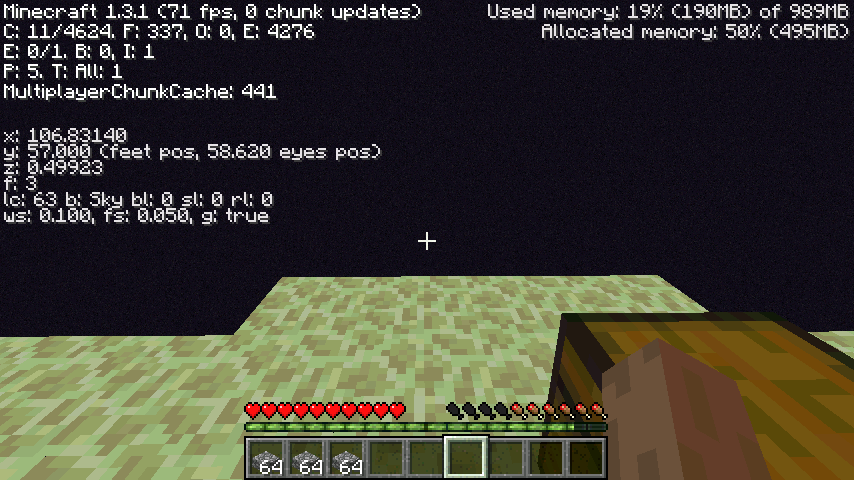 Minecraft 1.3.1 (71 fps, 0 chunk updates)
Used memory: 19% (190MB) of 989MB
C: 11/4624. F: 337, O: 0, E: 4276
Allocated memory: 50% (495MB)
E: 0/1. B: 0, I: 1
P: 5. T: All: 1
MultiplayerChunkCache: 441
x: 106.83140
y: 57.000 (feet pos, 58.620 eyes pos)
z: 0.49923
f: 3
lc: 63 b: Sky bl: 0 sl: 0 rl: 0
ws: 0.100, fs: 0.050, g: true
64 64 64